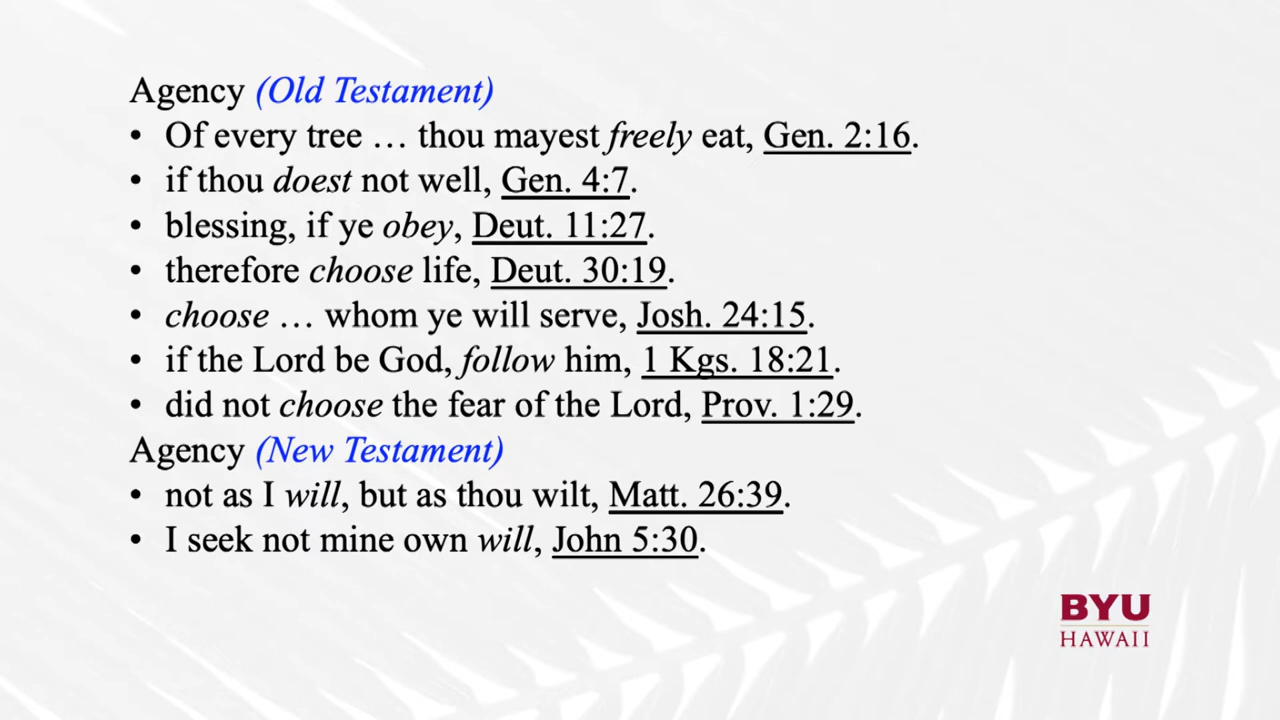 Agency (Old Testament)
• Of every tree … thou mayest freely eat, Gen. 2:16.
• if thou doest not well, Gen. 4:7.
• blessing, if ye obey, Deut. 11:27.
• therefore choose life, Deut. 30:19.
• choose … whom ye will serve, Josh. 24:15.
• if the Lord be God, follow him, 1 Kgs. 18:21.
• did not choose the fear of the Lord, Prov. 1:29.
Agency (New Testament)
• not as I will, but as thou wilt, Matt. 26:39.
• I seek not mine own will, John 5:30.
BYU
HAWAII